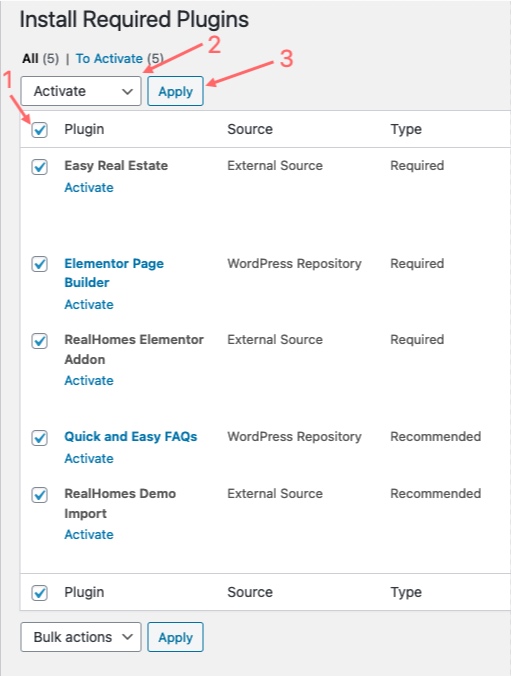 Install Required Plugins
All (5) | To Activate (5)
1
2
3
Activate Apply
Plugin Source Type
Easy Real Estate External Source Required
Activate
Elementor Page WordPress Repository Required
Builder
Activate
RealHomes Elementor External Source Required
Addon
Activate
Quick and Easy FAQs WordPress Repository Recommended
Activate
RealHomes Demo External Source Recommended
Import
Activate
Plugin Source Type
Bulk actions Apply